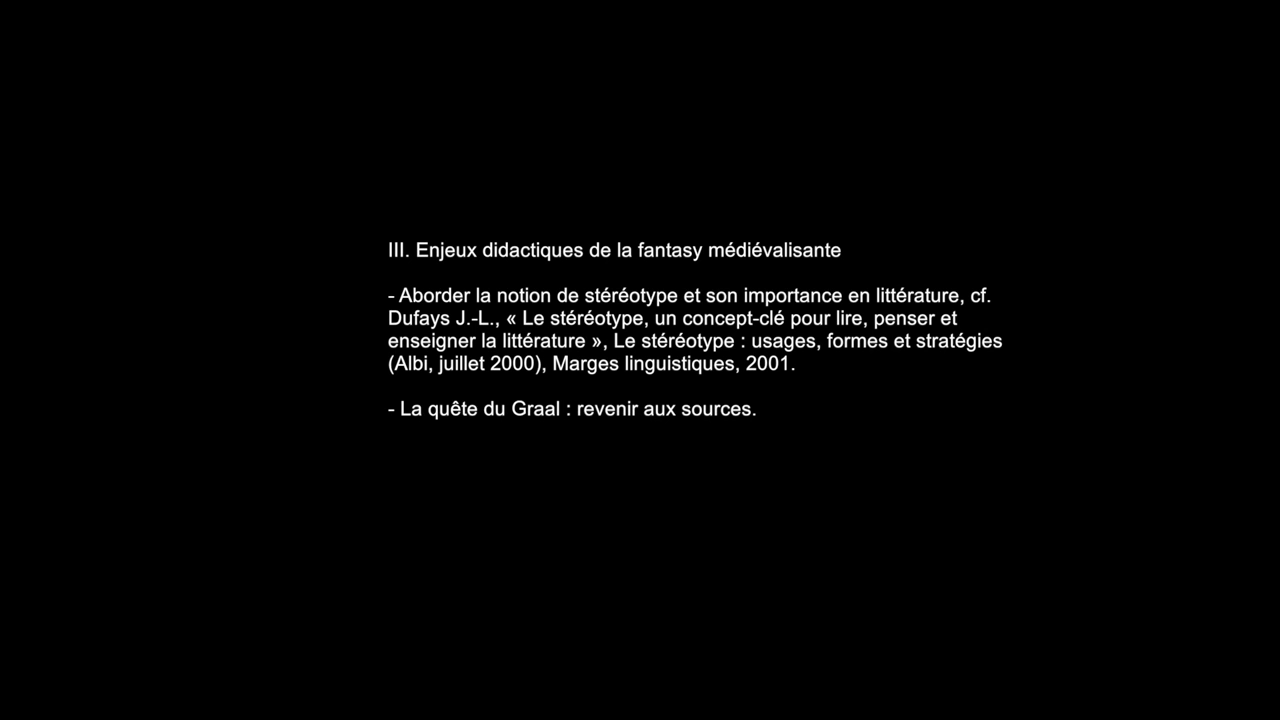 III. Enjeux didactiques de la fantasy médiévalisante
- Aborder la notion de stéréotype et son importance en littérature, cf.
Dufays J.-L., « Le stéréotype, un concept-clé pour lire, penser et
enseigner la littérature », Le stéréotype : usages, formes et stratégies
(Albi, juillet 2000), Marges linguistiques, 2001.
- La quête du Graal : revenir aux sources.